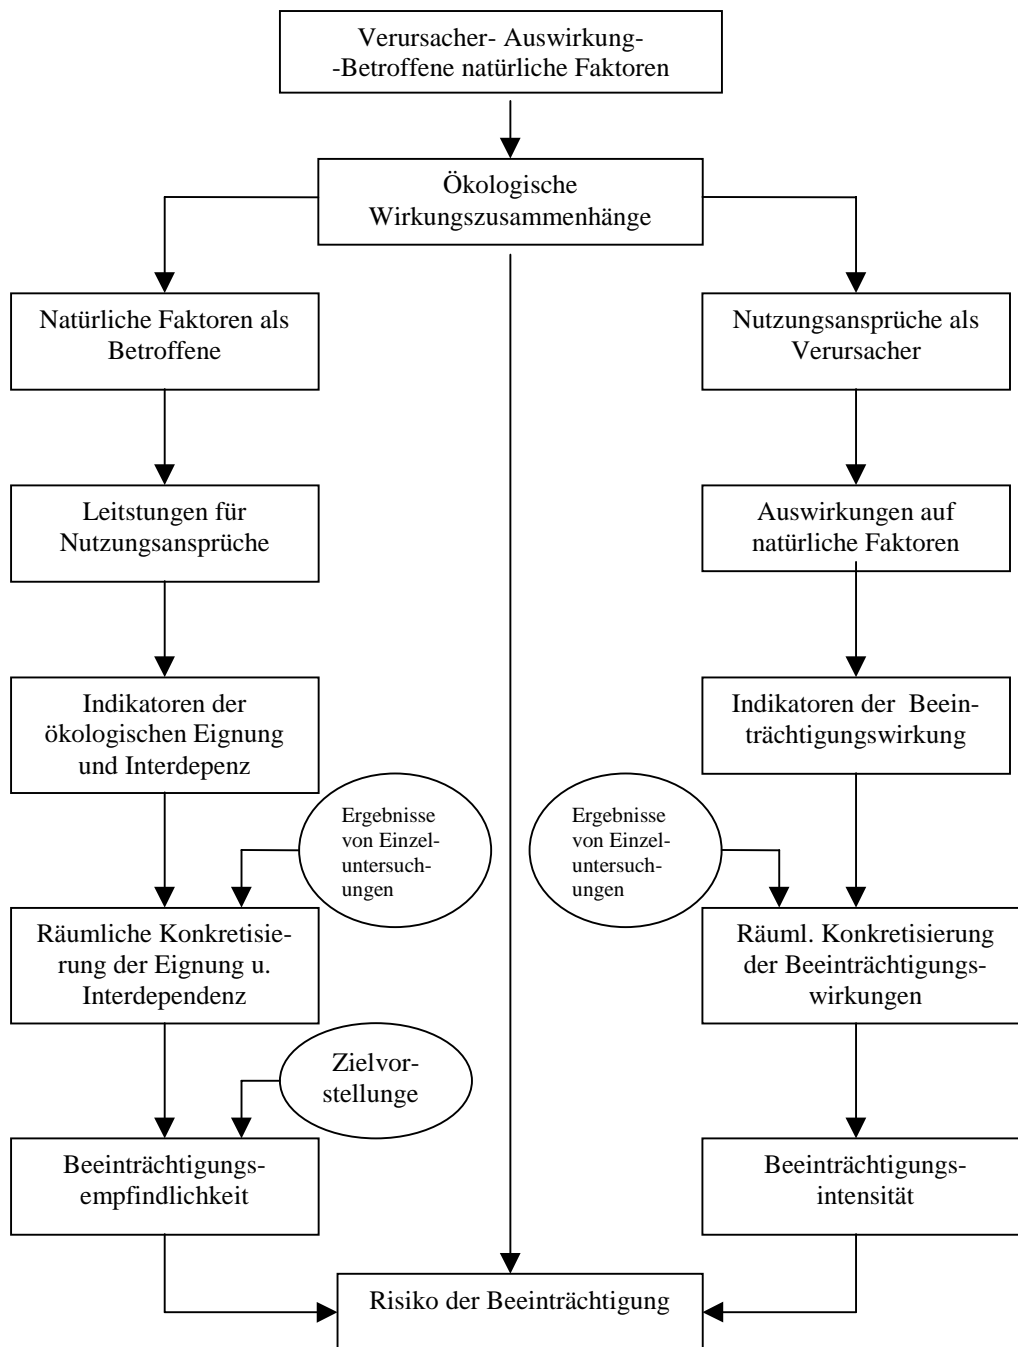 Verursacher- Auswirkung-
-Betroffene natürliche Faktoren
Ökologische
Wirkungszusammenhänge
Natürliche Faktoren als
Betroffene
Nutzungsansprüche als
Verursacher
Leitstungen für
Nutzungsansprüche
Auswirkungen auf
natürliche Faktoren
Indikatoren der
ökologischen Eignung
und Interdepenz
Indikatoren der Beein-
trächtigungswirkung
Ergebnisse
von Einzel-
untersuch-
ungen
Ergebnisse
von Einzel-
untersuch-
ungen
Räumliche Konkretisie-
rung der Eignung u.
Interdependenz
Räuml. Konkretisierung
der Beeinträchtigungs-
wirkungen
Zielvor-
stellunge
Beeinträchtigungs-
empfindlichkeit
Beeinträchtigungs-
intensität
Risiko der Beeinträchtigung